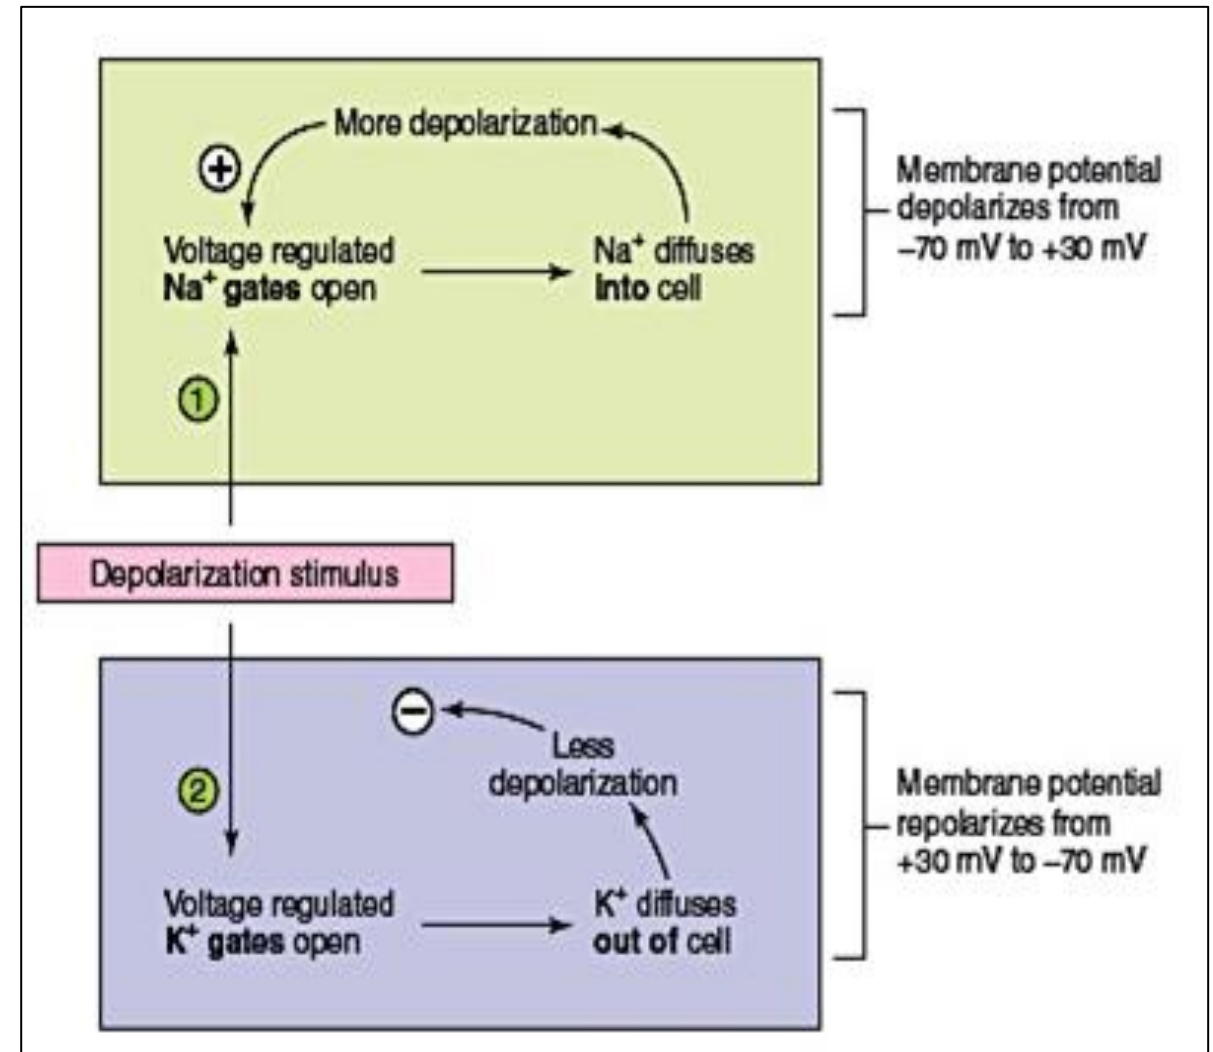 More depolarization
+
Voltage regulated
Na⁺ gates open
Na⁺ diffuses
into cell
Membrane potential
depolarizes from
–70 mV to +30 mV
1
Depolarization stimulus
−
Less
depolarization
2
Voltage regulated
K⁺ gates open
K⁺ diffuses
out of cell
Membrane potential
repolarizes from
+30 mV to –70 mV